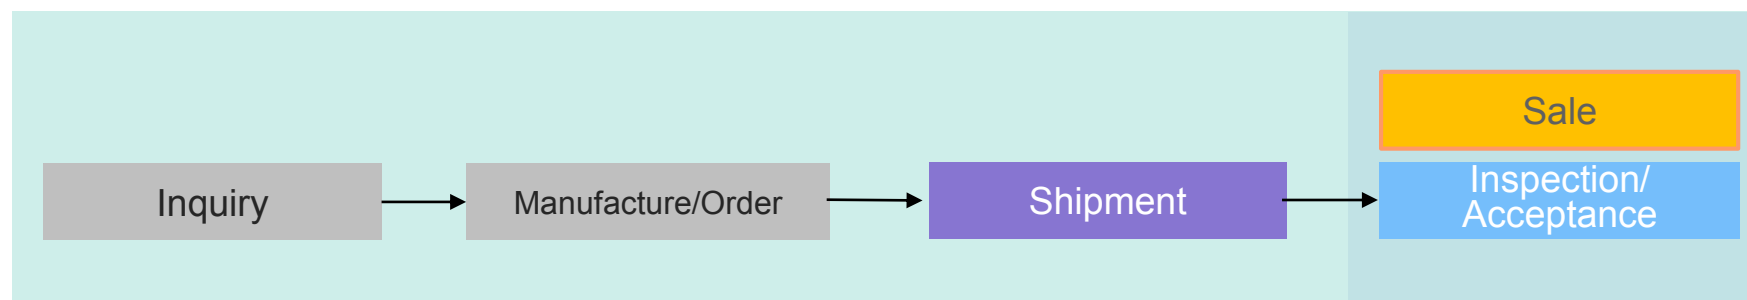 Sale
Inquiry
Manufacture/Order
Shipment
Inspection/
Acceptance